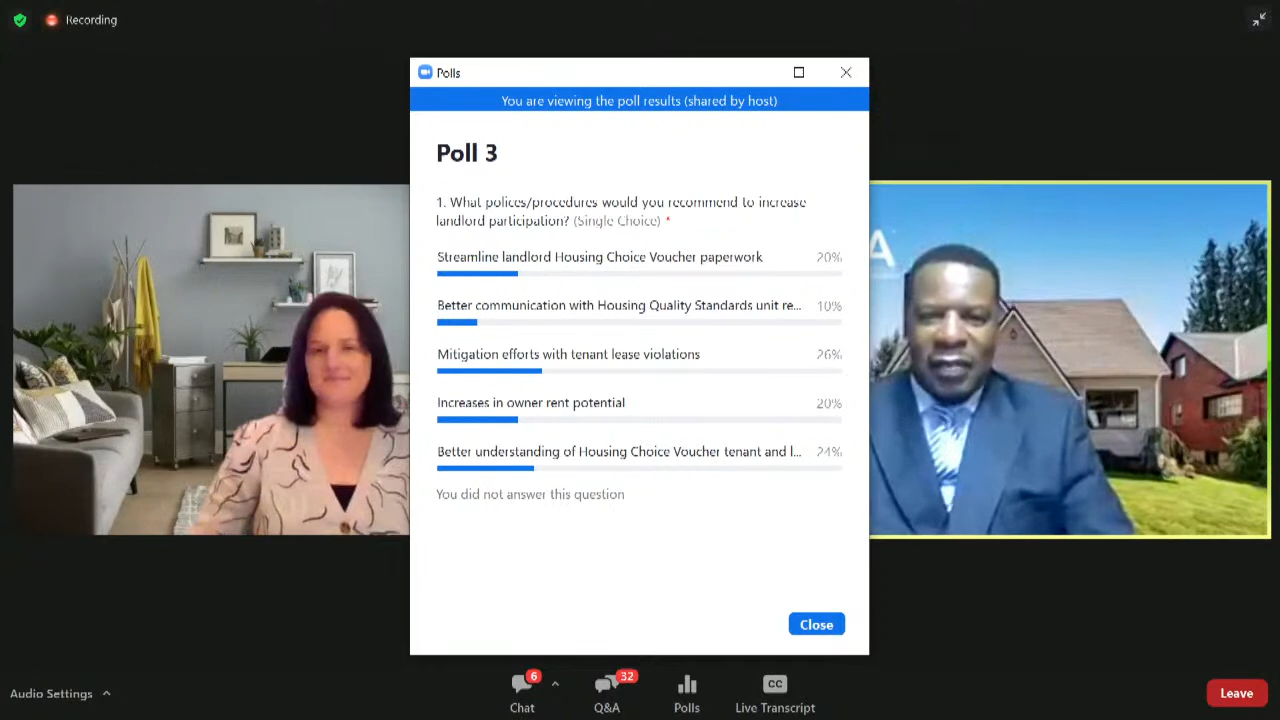 Recording
Polls
You are viewing the poll results (shared by host)
Poll 3
1. What polices/procedures would you recommend to increase
landlord participation? (Single Choice) *
Streamline landlord Housing Choice Voucher paperwork 20%
Better communication with Housing Quality Standards unit re... 10%
Mitigation efforts with tenant lease violations 26%
Increases in owner rent potential 20%
Better understanding of Housing Choice Voucher tenant and l... 24%
You did not answer this question
Close
A
6
32
CC
Audio Settings
Chat
Q&A
Polls
Live Transcript
Leave